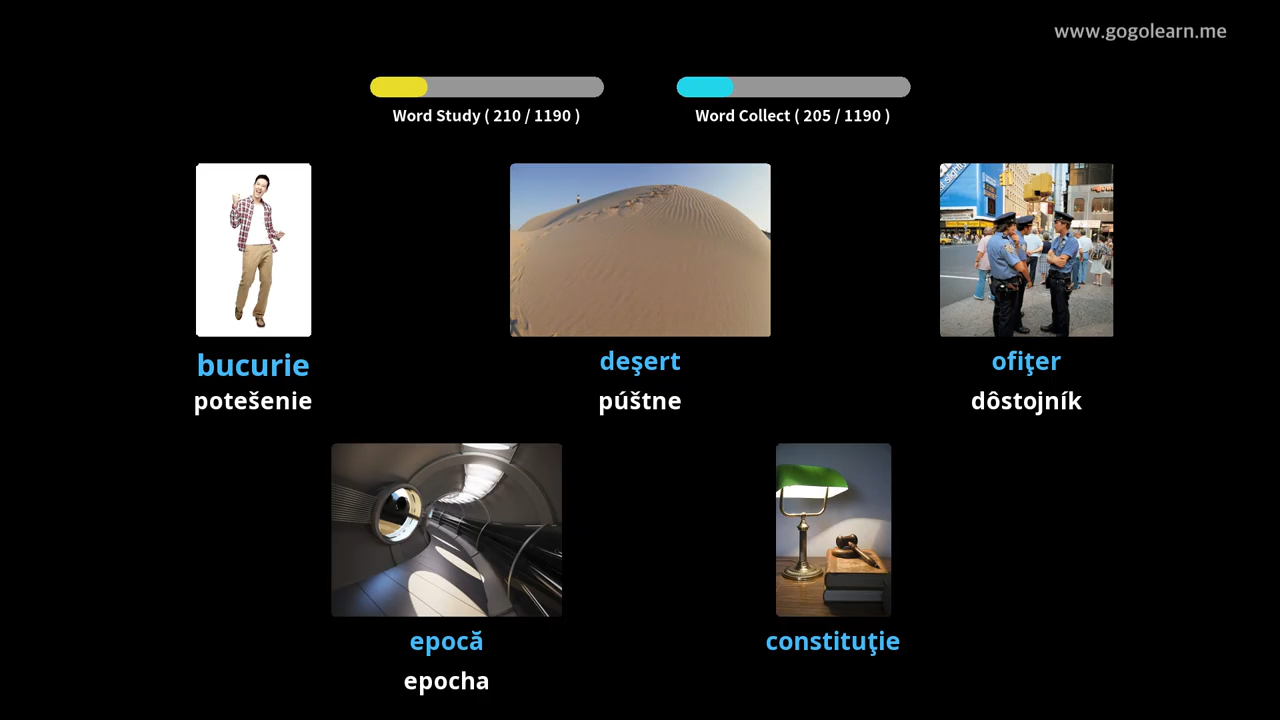 www.gogolearn.me
Word Study ( 210 / 1190 )
Word Collect ( 205 / 1190 )
bucurie
potešenie
deşert
púštne
ofiţer
dôstojník
epocă
epocha
constituţie